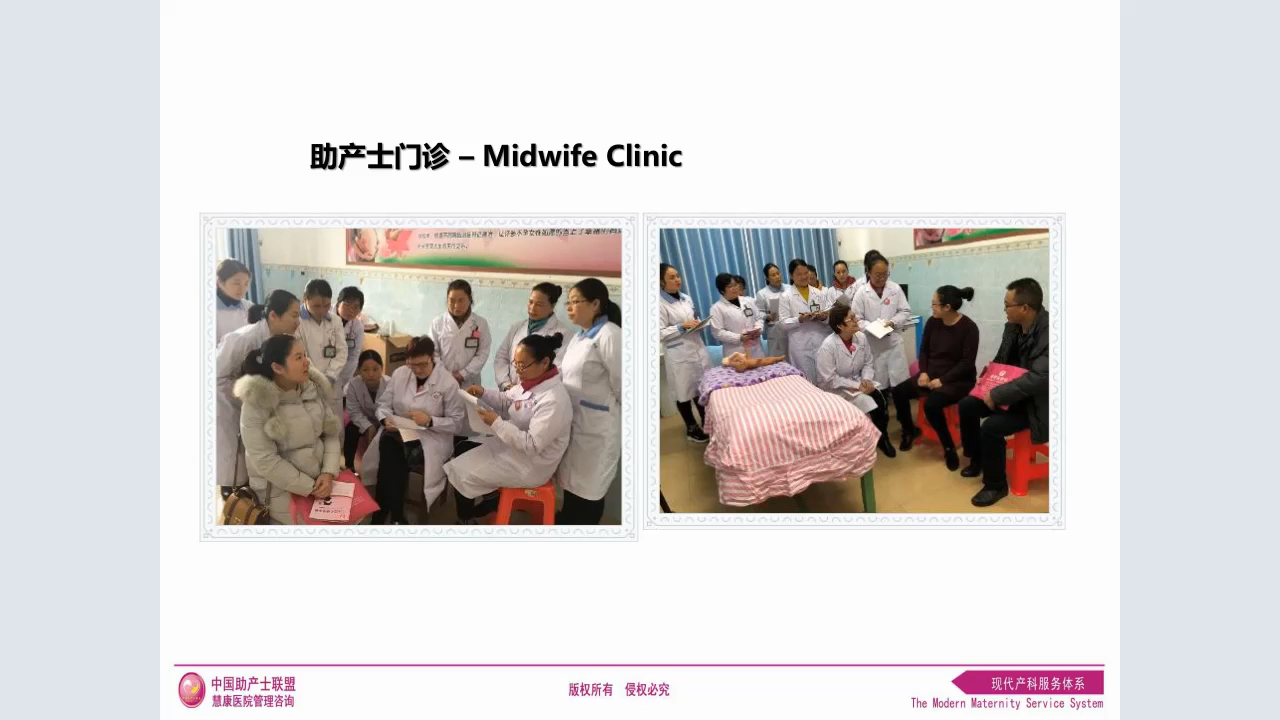 助产士门诊 – Midwife Clinic
中国助产士联盟
慧康医院管理咨询
版权所有 侵权必究
现代产科服务体系
The Modern Maternity Service System